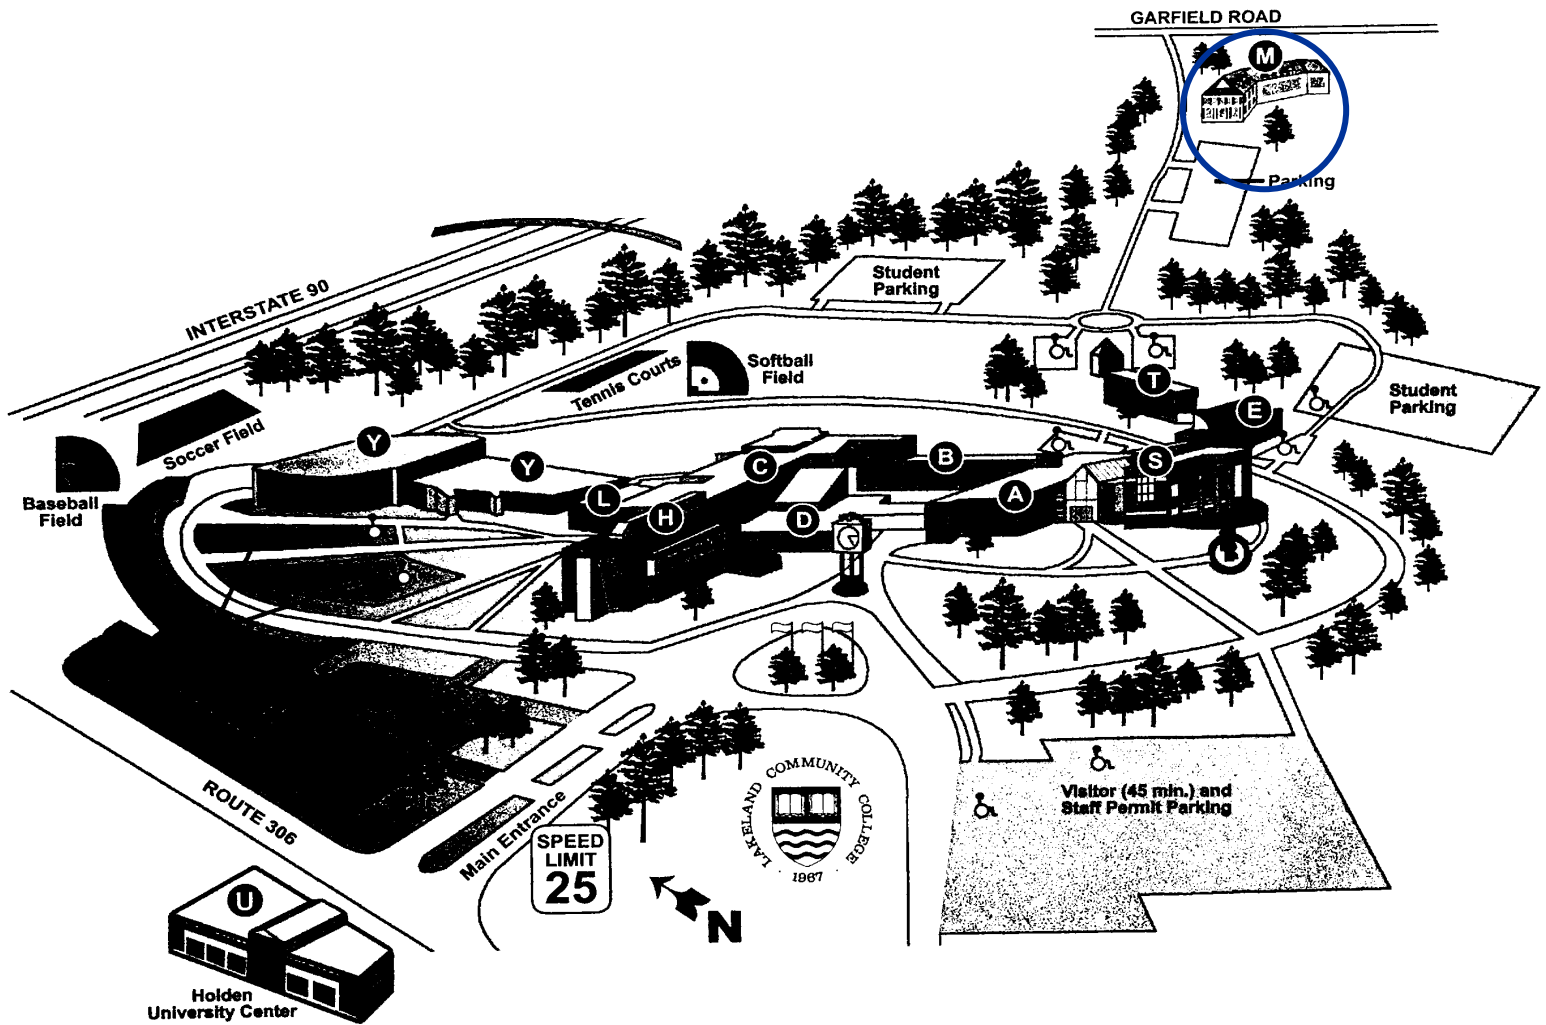 GARFIELD ROAD
M
Parking
INTERSTATE 90
Student
Parking
Tennis Courts
Softball
Field
T
E
Student
Parking
Soccer Field
Baseball
Field
Y
Y
C
B
S
L
H
D
A
ROUTE 306
Main Entrance
SPEED
LIMIT
25
LAKELAND COMMUNITY COLLEGE
1967
N
Visitor (45 min.) and
Staff Permit Parking
U
Holden
University Center